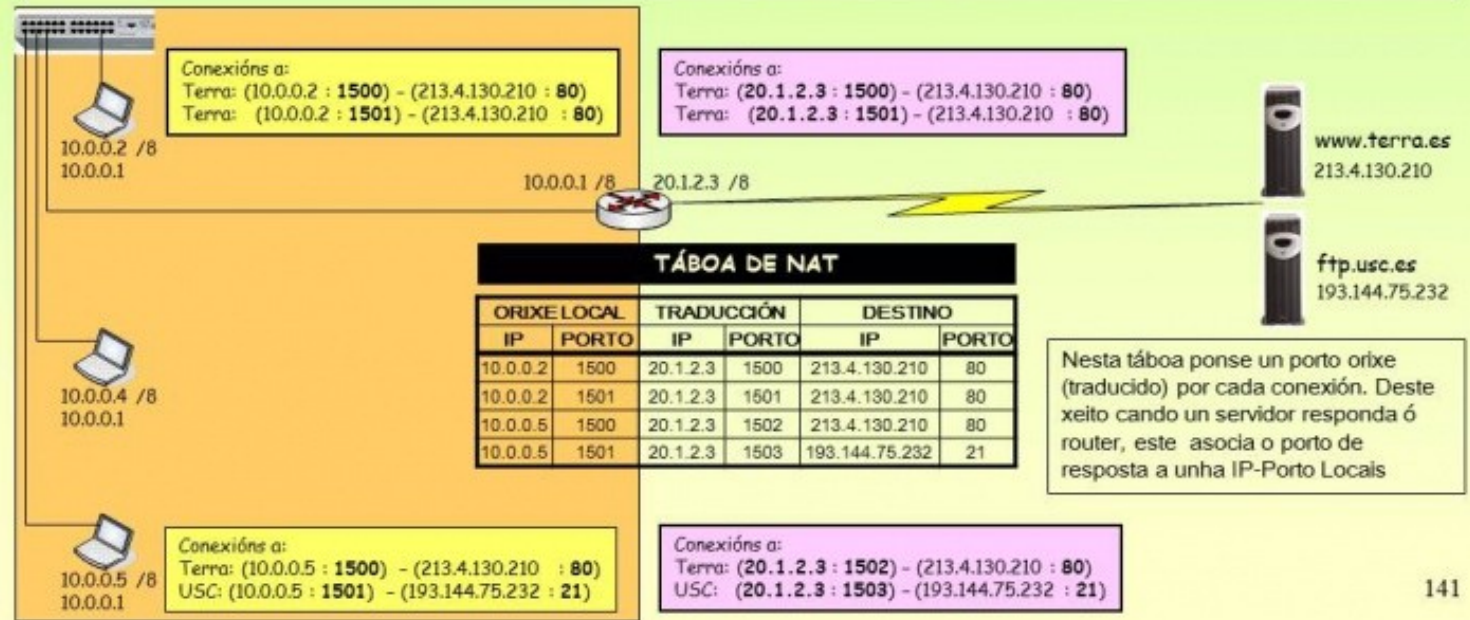 Conexións a:
Terra: (10.0.0.2 : 1500) - (213.4.130.210 : 80)
Terra: (10.0.0.2 : 1501) - (213.4.130.210 : 80)
Conexións a:
Terra: (20.1.2.3 : 1500) - (213.4.130.210 : 80)
Terra: (20.1.2.3 : 1501) - (213.4.130.210 : 80)
10.0.0.2 /8
10.0.0.1
www.terra.es
213.4.130.210
10.0.0.1 /8
20.1.2.3 /8
ftp.usc.es
193.144.75.232
TÁBOA DE NAT
ORIXE LOCAL TRADUCCIÓN DESTINO
IP PORTO IP PORTO IP PORTO
10.0.0.2 1500 20.1.2.3 1500 213.4.130.210 80
10.0.0.2 1501 20.1.2.3 1501 213.4.130.210 80
10.0.0.5 1500 20.1.2.3 1502 213.4.130.210 80
10.0.0.5 1501 20.1.2.3 1503 193.144.75.232 21
10.0.0.4 /8
10.0.0.1
Nesta táboa ponse un porto orixe
(traducido) por cada conexión. Deste
xeito cando un servidor responda ó
router, este asocia o porto de
resposta a unha IP-Porto Locais
10.0.0.5 /8
10.0.0.1
Conexións a:
Terra: (10.0.0.5 : 1500) - (213.4.130.210 : 80)
USC: (10.0.0.5 : 1501) - (193.144.75.232 : 21)
Conexións a:
Terra: (20.1.2.3 : 1502) - (213.4.130.210 : 80)
USC: (20.1.2.3 : 1503) - (193.144.75.232 : 21)
141